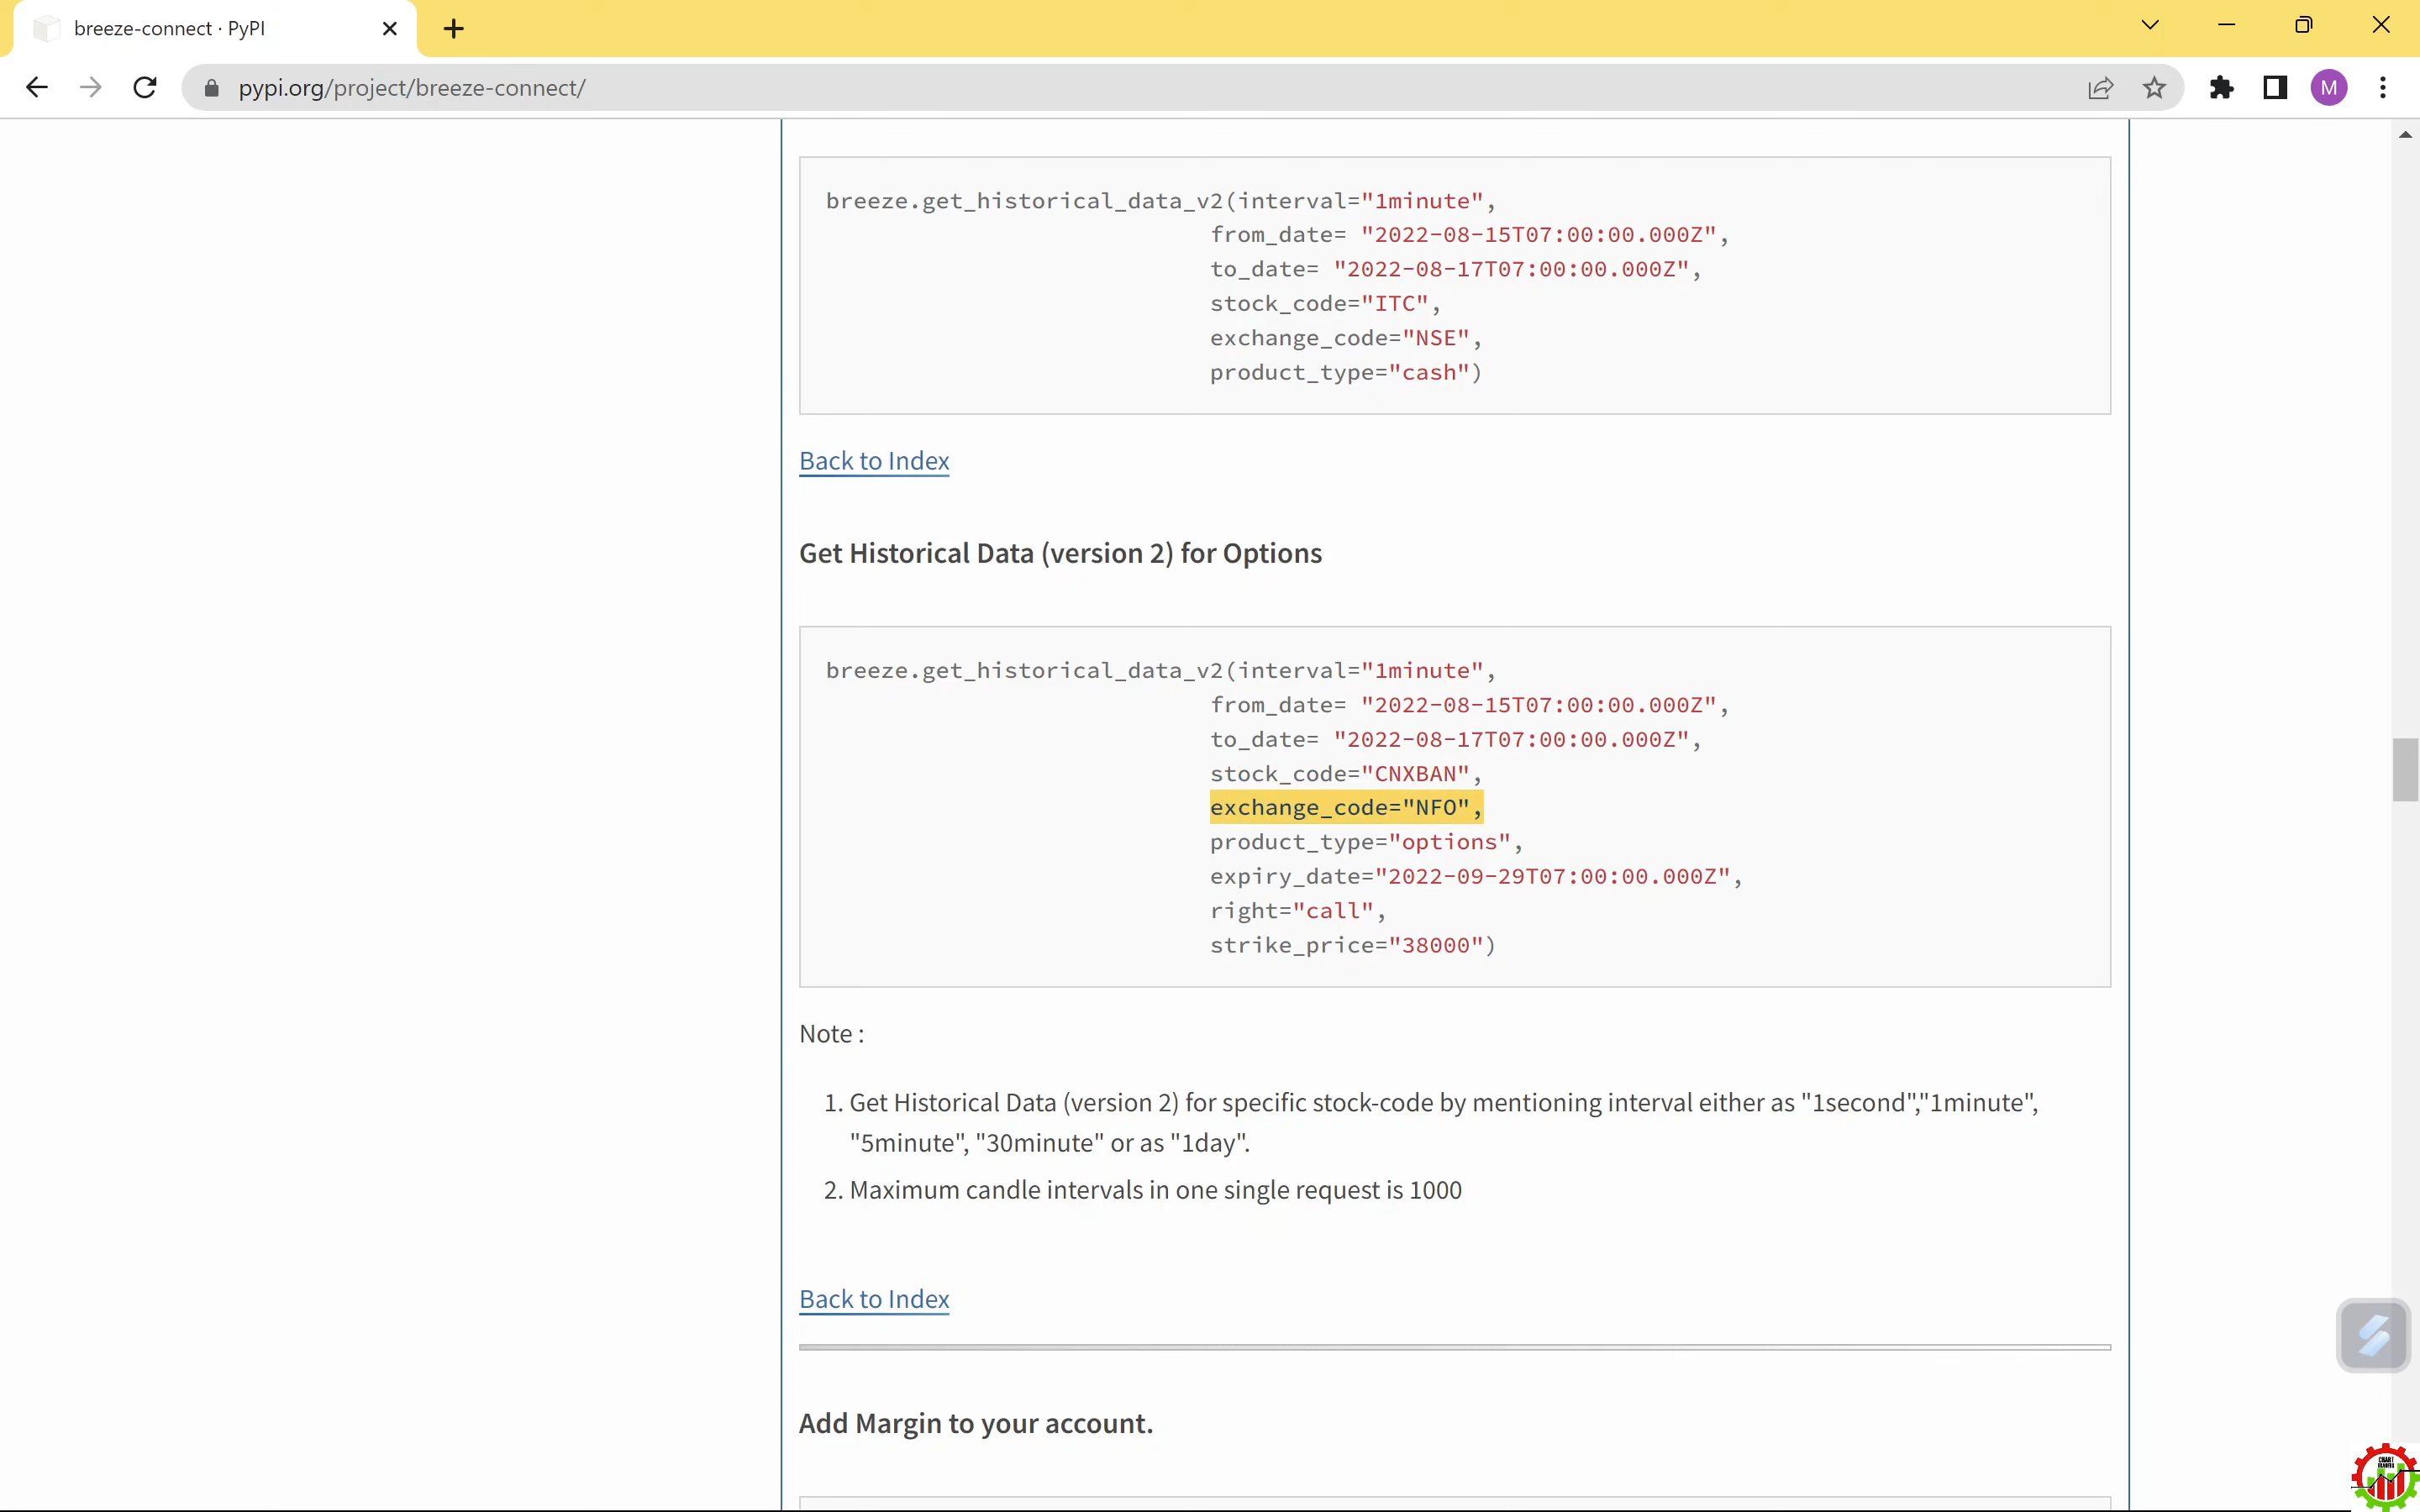 breeze-connect · PyPI
pypi.org/project/breeze-connect/
M
breeze.get_historical_data_v2(interval="1minute",
from_date= "2022-08-15T07:00:00.000Z",
to_date= "2022-08-17T07:00:00.000Z",
stock_code="ITC",
exchange_code="NSE",
product_type="cash")
Back to Index
Get Historical Data (version 2) for Options
breeze.get_historical_data_v2(interval="1minute",
from_date= "2022-08-15T07:00:00.000Z",
to_date= "2022-08-17T07:00:00.000Z",
stock_code="CNXBAN",
exchange_code="NFO",
product_type="options",
expiry_date="2022-09-29T07:00:00.000Z",
right="call",
strike_price="38000")
Note :
1. Get Historical Data (version 2) for specific stock-code by mentioning interval either as "1second","1minute",
"5minute", "30minute" or as "1day".
2. Maximum candle intervals in one single request is 1000
Back to Index
Add Margin to your account.